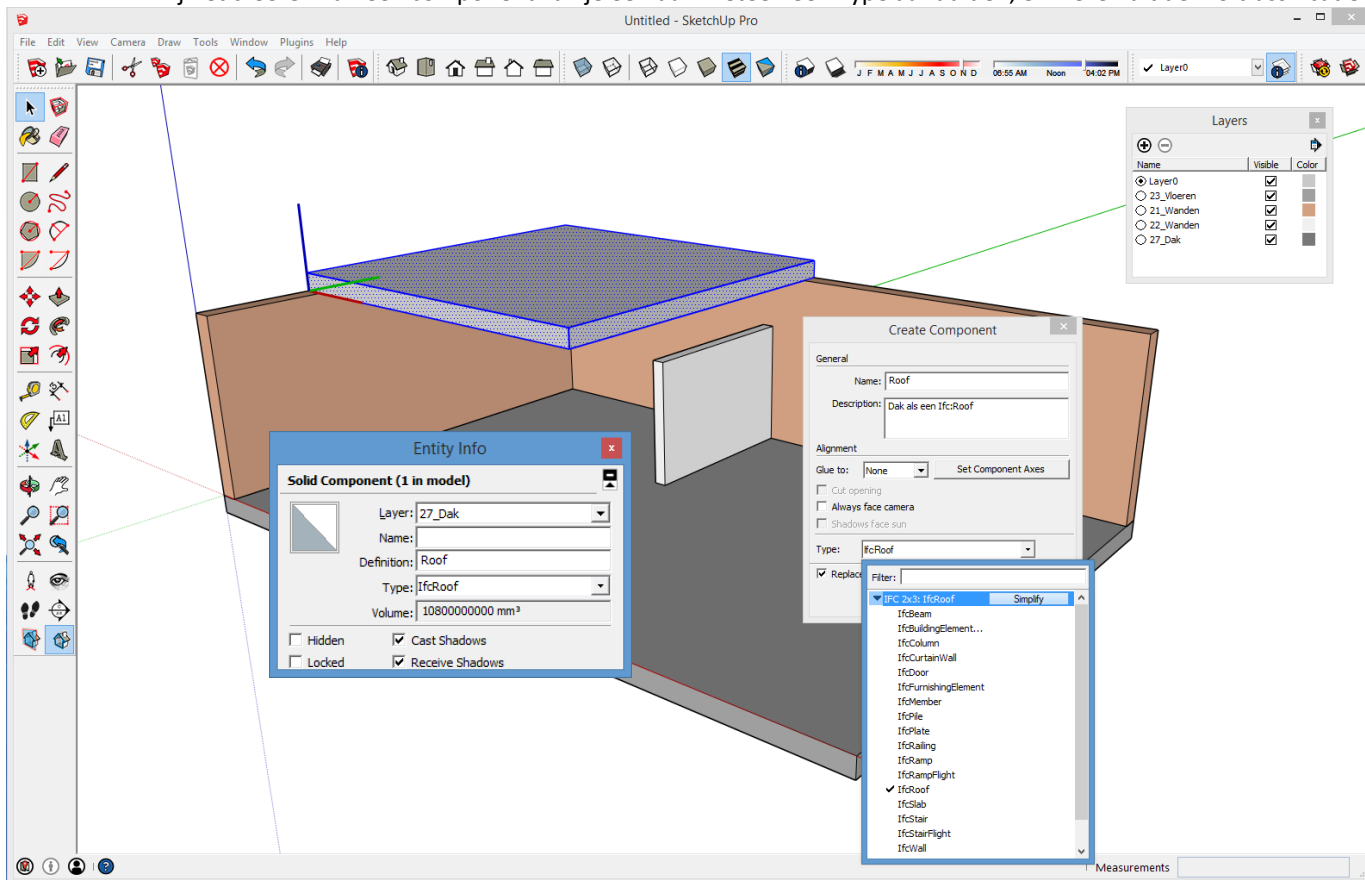 Untitled - SketchUp Pro
File Edit View Camera Draw Tools Window Plugins Help
J F M A M J J A S O N D 06:55 AM Noon 04:02 PM Layer0
Layers
Name Visible Color
Layer0
23_Vloeren
21_Wanden
22_Wanden
27_Dak
A1
Create Component
General
Name: Roof
Description: Dak als een Ifc:Roof
Alignment
Glue to: None Set Component Axes
Cut opening
Always face camera
Shadows face sun
Type: IfcRoof
Replace
Filter:
IFC 2x3: IfcRoof Simplify
IfcBeam
IfcBuildingElement...
IfcColumn
IfcCurtainWall
IfcDoor
IfcFurnishingElement
IfcMember
IfcPile
IfcPlate
IfcRailing
IfcRamp
IfcRampFlight
IfcRoof
IfcSlab
IfcStair
IfcStairFlight
IfcWall
Entity Info
Solid Component (1 in model)
Layer: 27_Dak
Name:
Definition: Roof
Type: IfcRoof
Volume: 10800000000 mm³
Hidden Cast Shadows
Locked Receive Shadows
Measurements